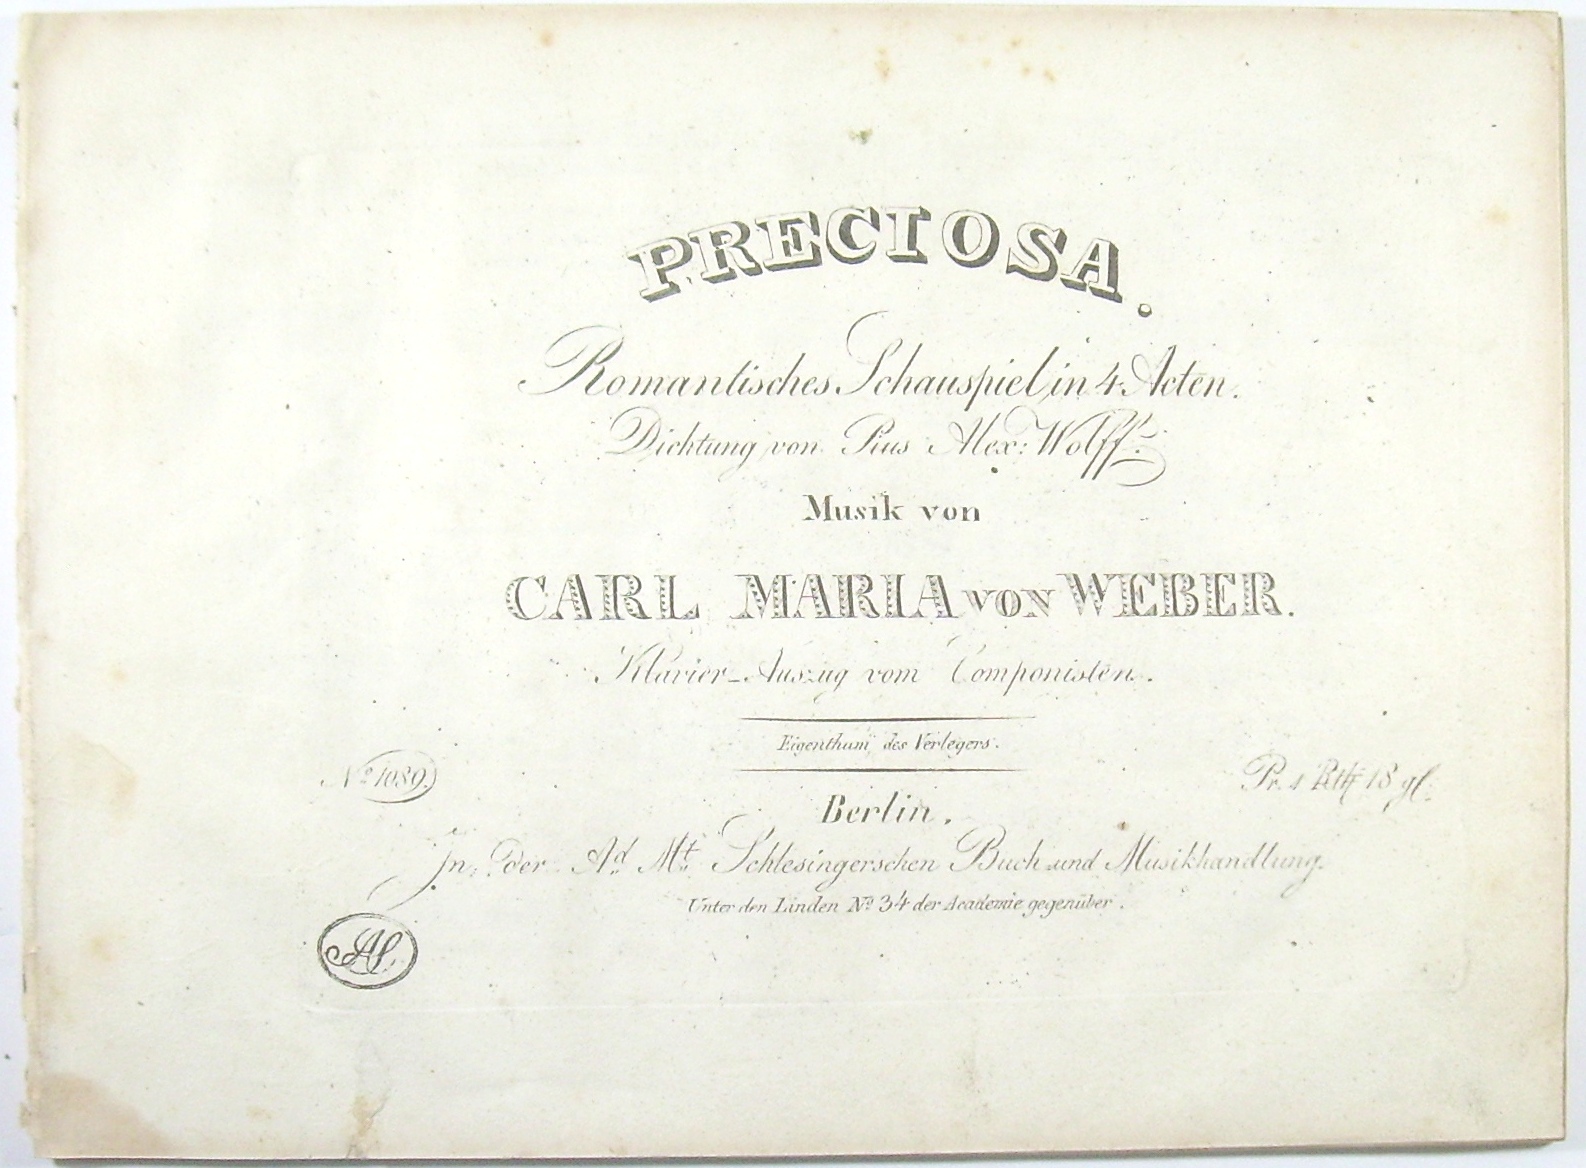 PRECIOSA.
Romantisches Schauspiel in 4 Acten.
Dichtung von Pius Alex: Wolff.
Musik von
CARL MARIA von WEBER.
Klavier-Auszug vom Componisten.
Eigenthum des Verlegers.
No 1089.
Pr. 1 Rth 18 gl.
Berlin.
In der Ad. Mt. Schlesingerschen Buch und Musikhandlung.
Unter den Linden No 34 der Academie gegenüber.